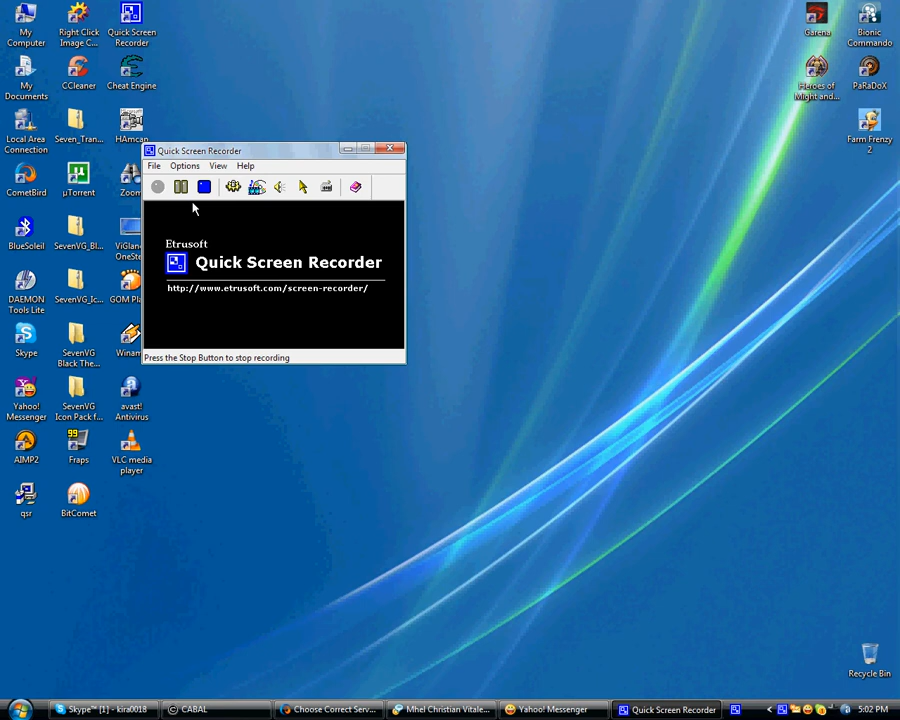 My
Computer
Right Click
Image C...
Quick Screen
Recorder
My
Documents
CCleaner
Cheat Engine
Local Area
Connection
Seven_Tran...
HAmcan
CometBird
µTorrent
Zoom
BlueSoleil
SevenVG_Bl...
ViGlan
OneSte
DAEMON
Tools Lite
SevenVG_Ic...
GOM Pla
Skype
SevenVG
Black The...
Winam
Yahoo!
Messenger
SevenVG
Icon Pack f...
avast!
Antivirus
AIMP2
99
Fraps
VLC media
player
qsr
BitComet
Garena
Bionic
Commando
Heroes of
Might and...
PaRaDoX
Farm Frenzy
2
Recycle Bin
Quick Screen Recorder
File Options View Help
Etrusoft
Quick Screen Recorder
http://www.etrusoft.com/screen-recorder/
Press the Stop Button to stop recording
Skype™ [1] - kira0018
CABAL
Choose Correct Serv...
Mhel Christian Vitale...
Yahoo! Messenger
Quick Screen Recorder
5:02 PM